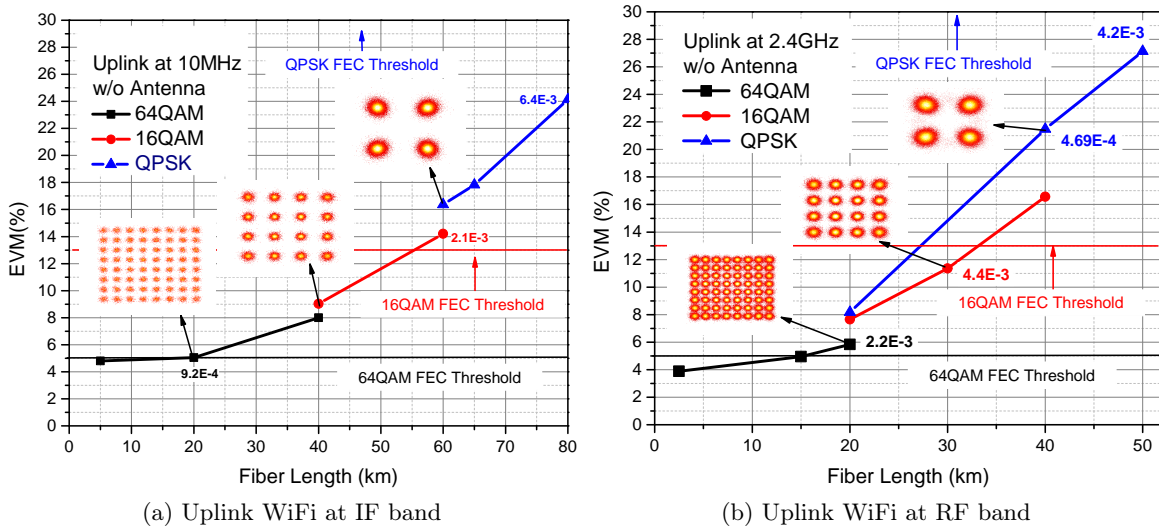 30
28
26
24
22
20
18
16
14
12
10
8
6
4
2
0
EVM(%)
Uplink at 10MHz
w/o Antenna
64QAM
16QAM
QPSK
QPSK FEC Threshold
6.4E-3
2.1E-3
16QAM FEC Threshold
9.2E-4
64QAM FEC Threshold
0 10 20 30 40 50 60 70 80
Fiber Length (km)
(a) Uplink WiFi at IF band
30
28
26
24
22
20
18
16
14
12
10
8
6
4
2
0
EVM (%)
Uplink at 2.4GHz
w/o Antenna
64QAM
16QAM
QPSK
4.2E-3
QPSK FEC Threshold
4.69E-4
4.4E-3
16QAM FEC Threshold
2.2E-3
64QAM FEC Threshold
0 10 20 30 40 50
Fiber Length (km)
(b) Uplink WiFi at RF band